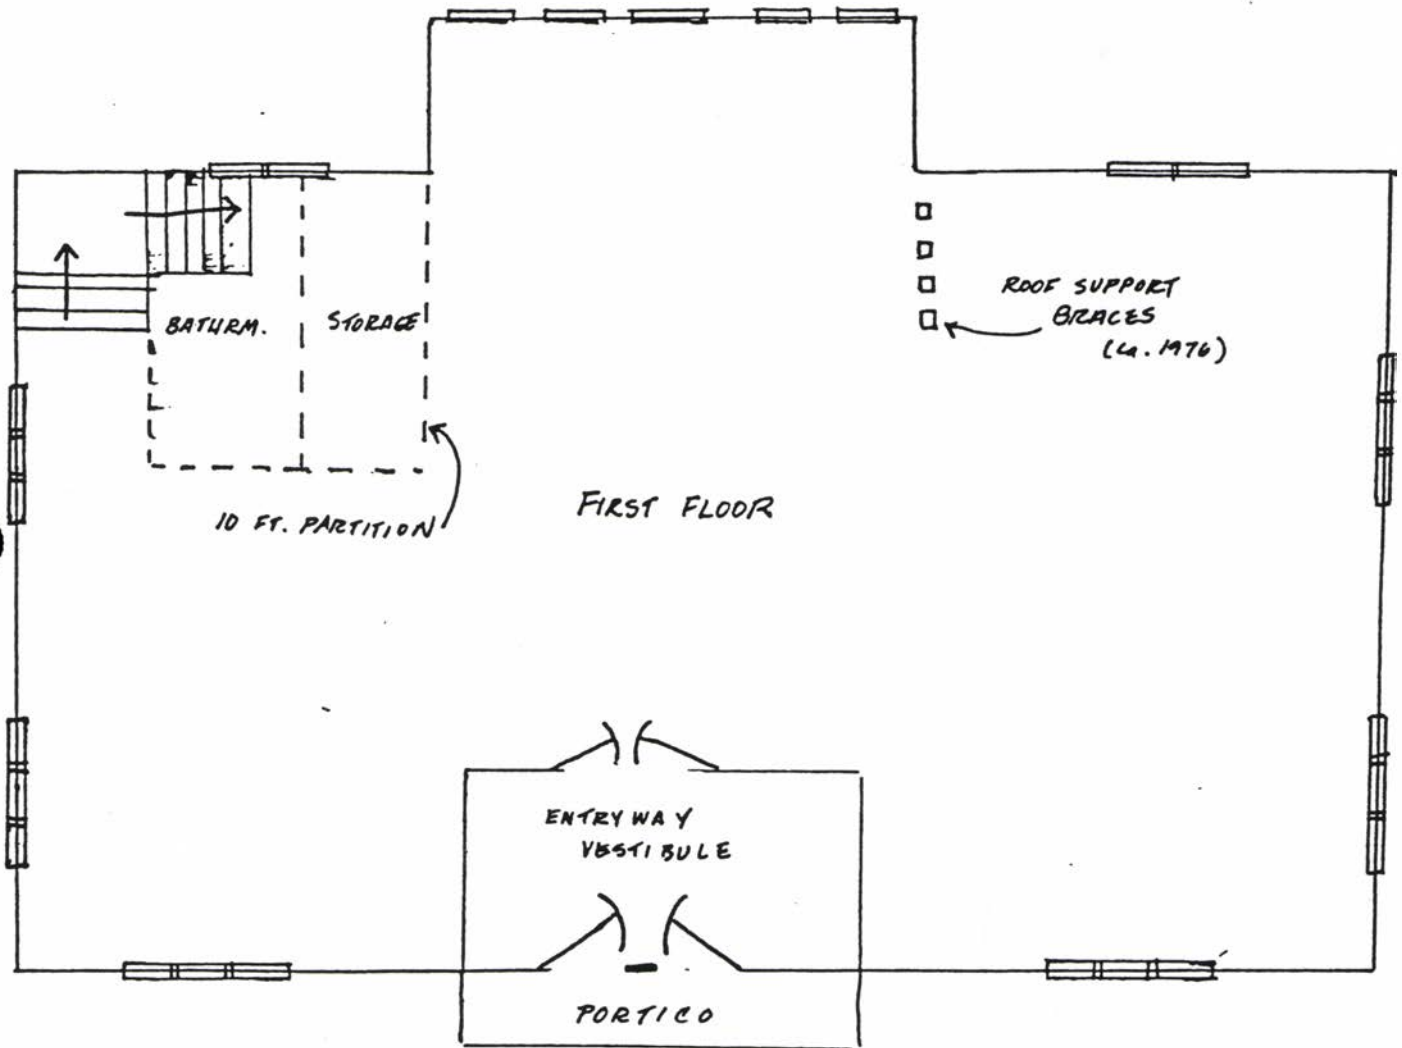 BATHRM.
STORAGE
ROOF SUPPORT
BRACES
(ca. 1976)
10 FT. PARTITION
FIRST FLOOR
ENTRYWAY
VESTIBULE
PORTICO